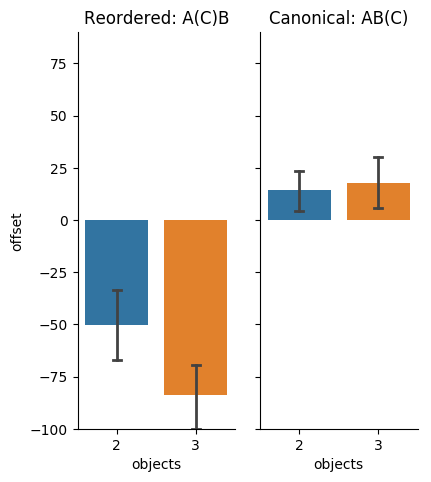 Reordered: A(C)B
Canonical: AB(C)
75
50
25
0
−25
−50
−75
−100
offset
2
3
2
3
objects
objects